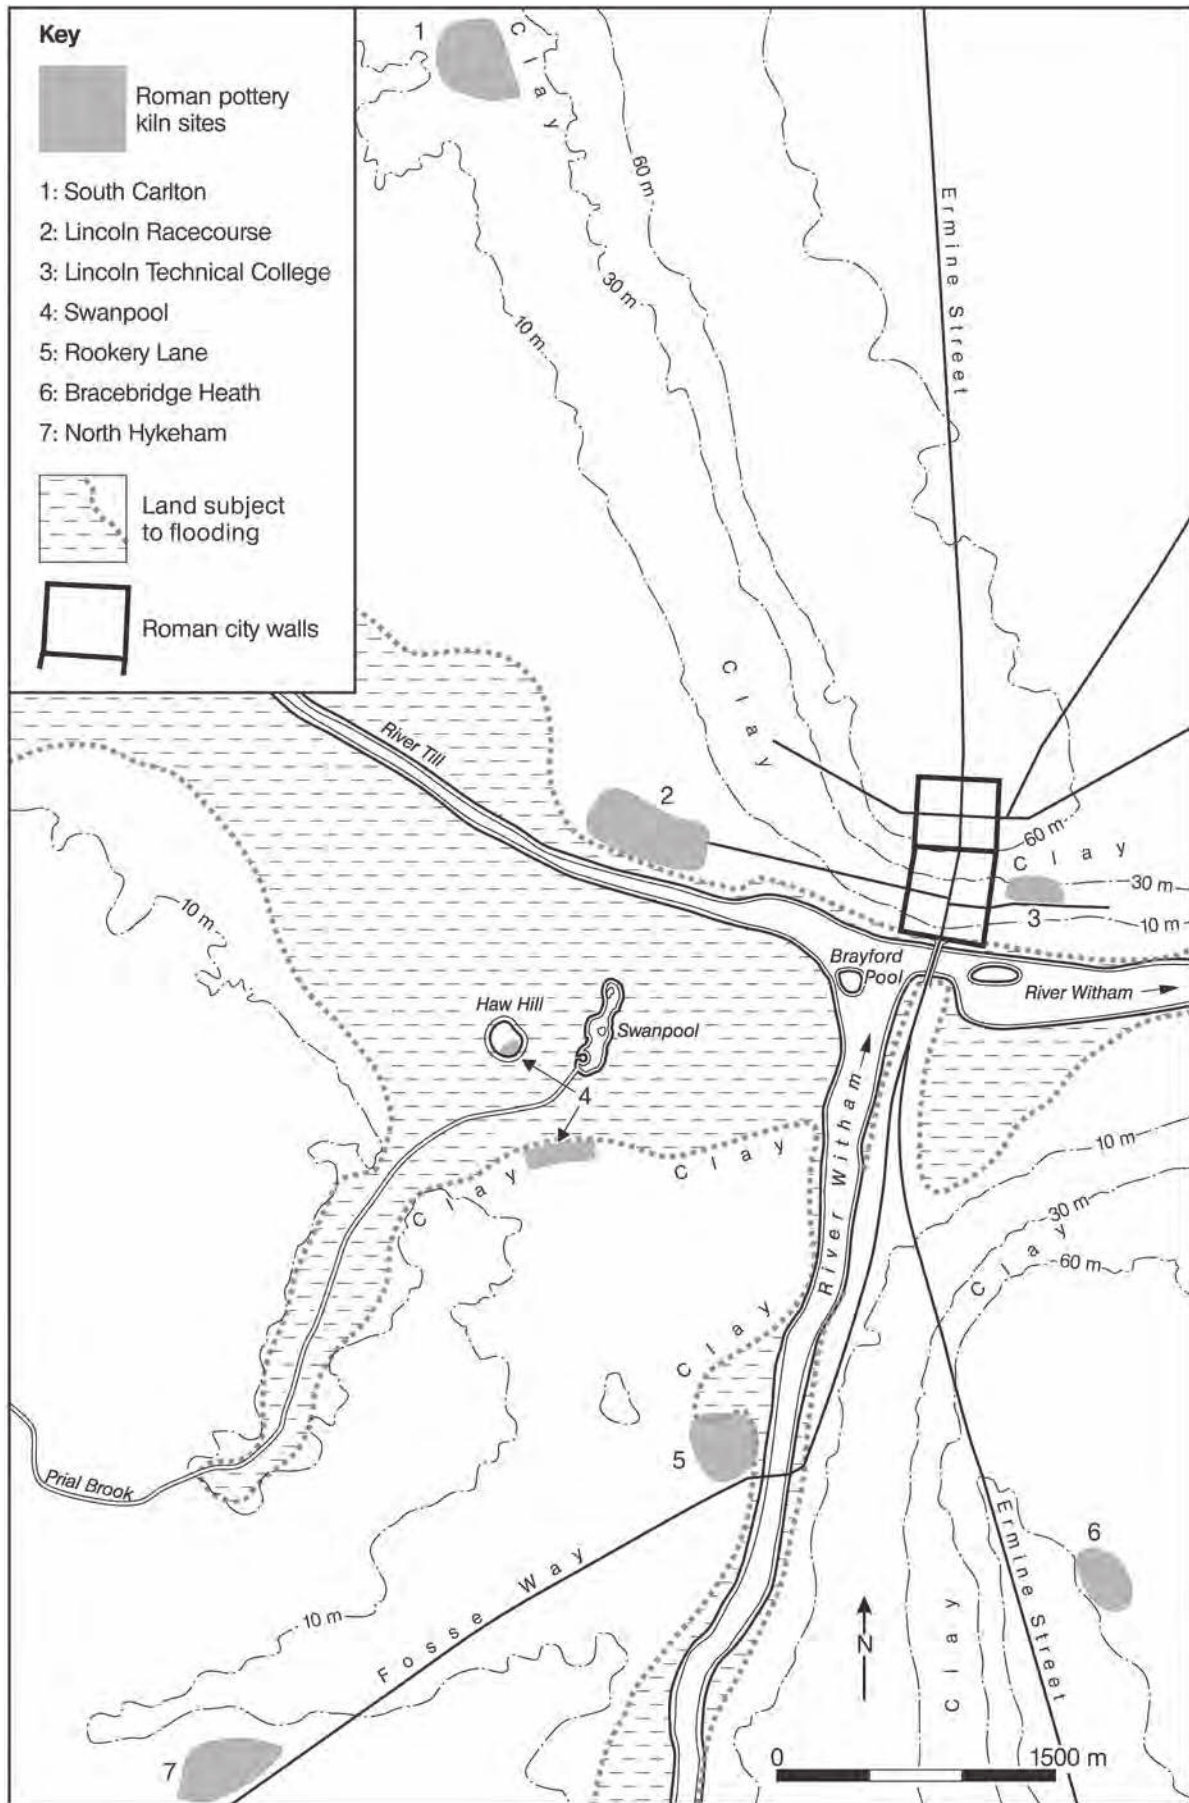 Key
Roman pottery
kiln sites
1: South Carlton
2: Lincoln Racecourse
3: Lincoln Technical College
4: Swanpool
5: Rookery Lane
6: Bracebridge Heath
7: North Hykeham
Land subject
to flooding
Roman city walls
1
Clay
60 m
30 m
10 m
Ermine Street
Clay
River Till
2
60 m
Clay
30 m
10 m
3
10 m
Brayford
Pool
River Witham
Haw Hill
Swanpool
4
River Witham
Clay
Clay
10 m
30 m
Clay
60 m
Clay
5
Prial Brook
Fosse Way
10 m
Ermine Street
6
Clay
N
7
0
1500 m